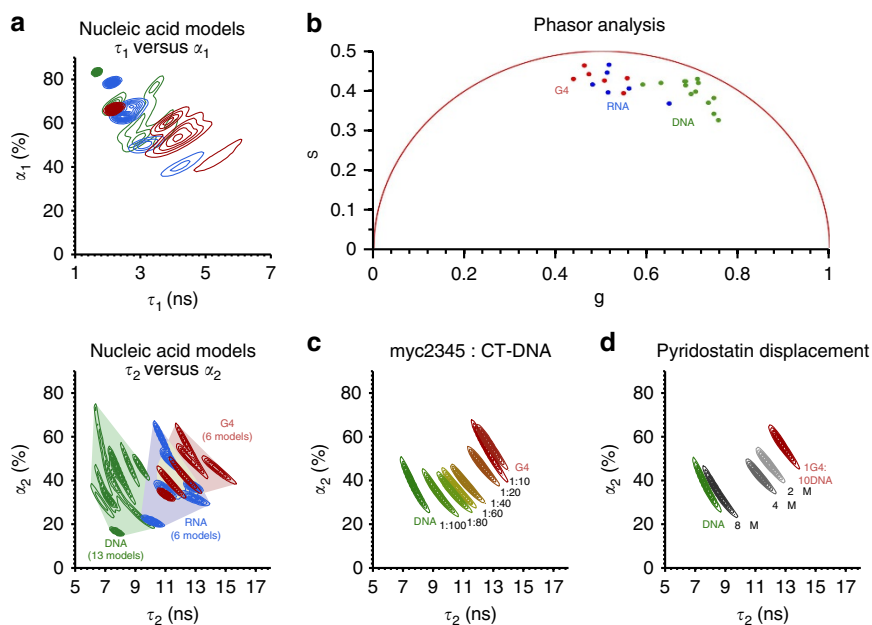 a
Nucleic acid models
τ1 versus α1
80
60
40
20
0
α1 (%)
1
3
5
7
τ1 (ns)
b
Phasor analysis
0.5
0.4
0.3
0.2
0.1
0
s
G4
RNA
DNA
0
0.2
0.4
0.6
0.8
1
g
Nucleic acid models
τ2 versus α2
80
60
40
20
0
α2 (%)
G4
(6 models)
RNA
(6 models)
DNA
(13 models)
5 7 9 11 13 15 17
τ2 (ns)
c
myc2345 : CT-DNA
80
60
40
20
0
α2 (%)
G4
1:10
1:20
1:40
1:60
1:80
1:100
DNA
5 7 9 11 13 15 17
τ2 (ns)
d
Pyridostatin displacement
80
60
40
20
0
α2 (%)
1G4:
10DNA
2 M
4 M
8 M
DNA
5 7 9 11 13 15 17
τ2 (ns)